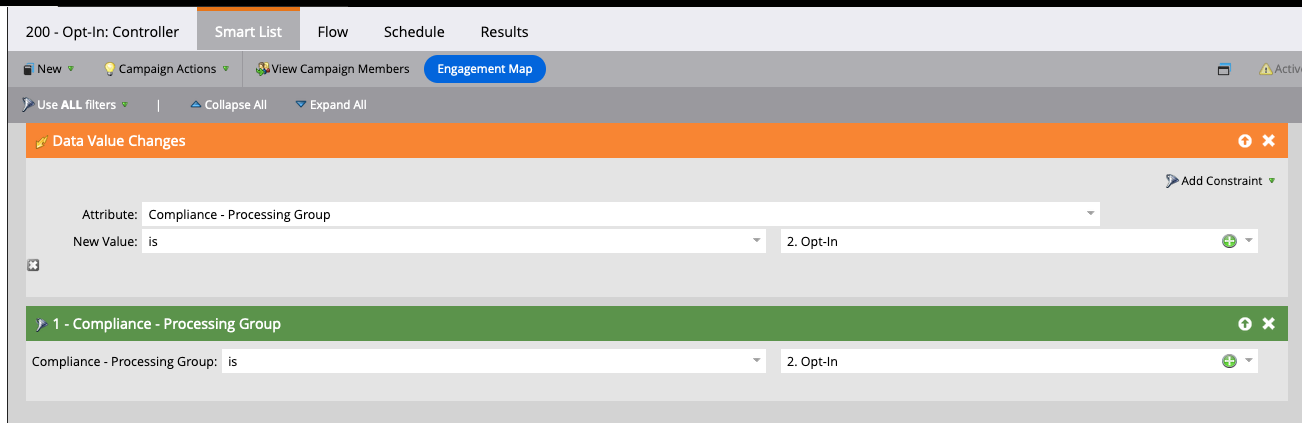 200 - Opt-In: Controller Smart List Flow Schedule Results
New Campaign Actions View Campaign Members Engagement Map
Use ALL filters | Collapse All Expand All
Data Value Changes
Add Constraint
Attribute: Compliance - Processing Group
New Value: is 2. Opt-In
1 - Compliance - Processing Group
Compliance - Processing Group: is 2. Opt-In